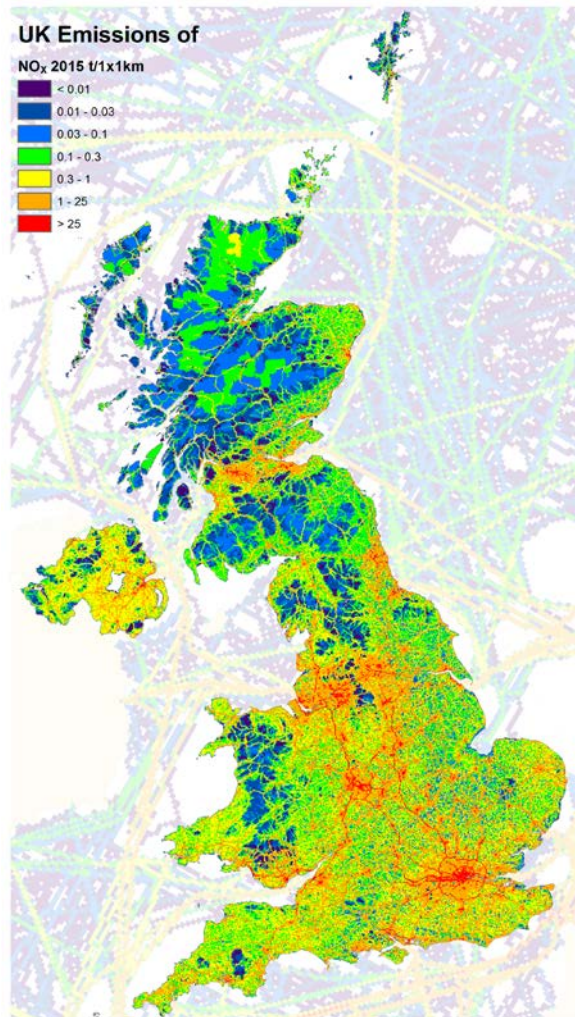 UK Emissions of
NOX 2015 t/1x1km
< 0.01
0.01 - 0.03
0.03 - 0.1
0.1 - 0.3
0.3 - 1
1 - 25
> 25